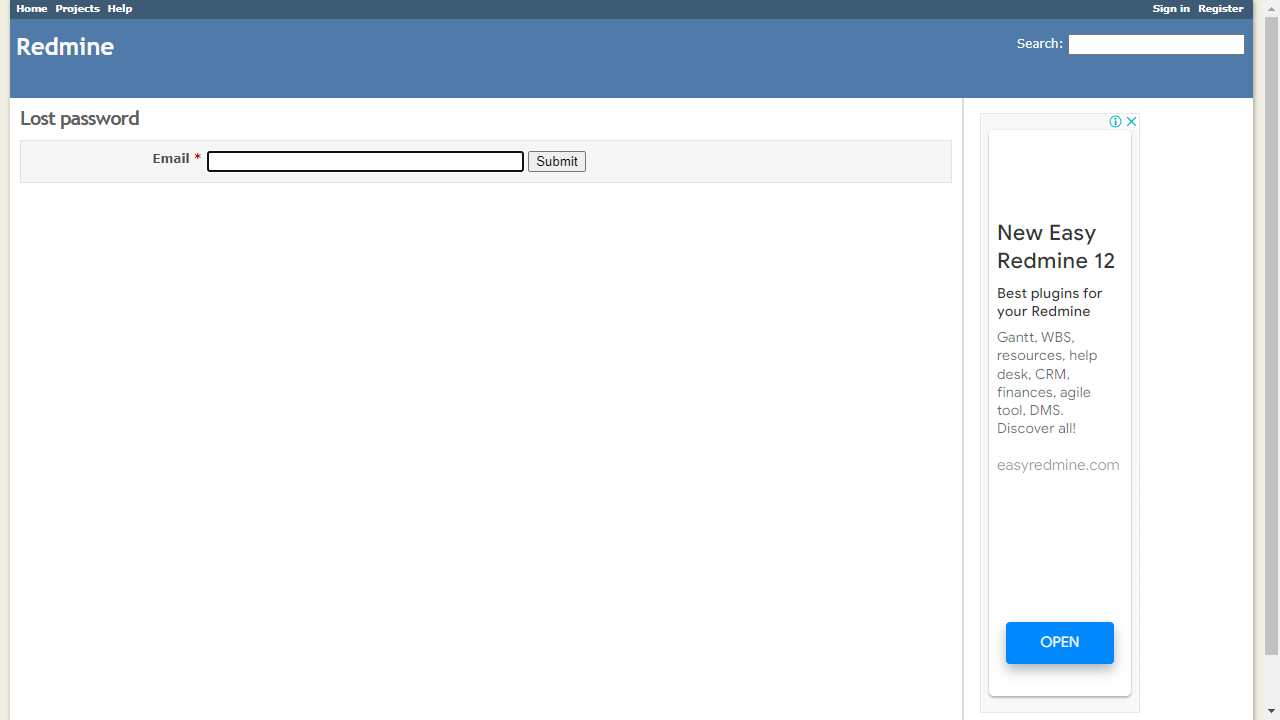 Home Projects Help Sign in Register
Redmine
Search:
Lost password
Email * Submit
New Easy
Redmine 12
Best plugins for
your Redmine
Gantt, WBS,
resources, help
desk, CRM,
finances, agile
tool, DMS.
Discover all!
easyredmine.com
OPEN